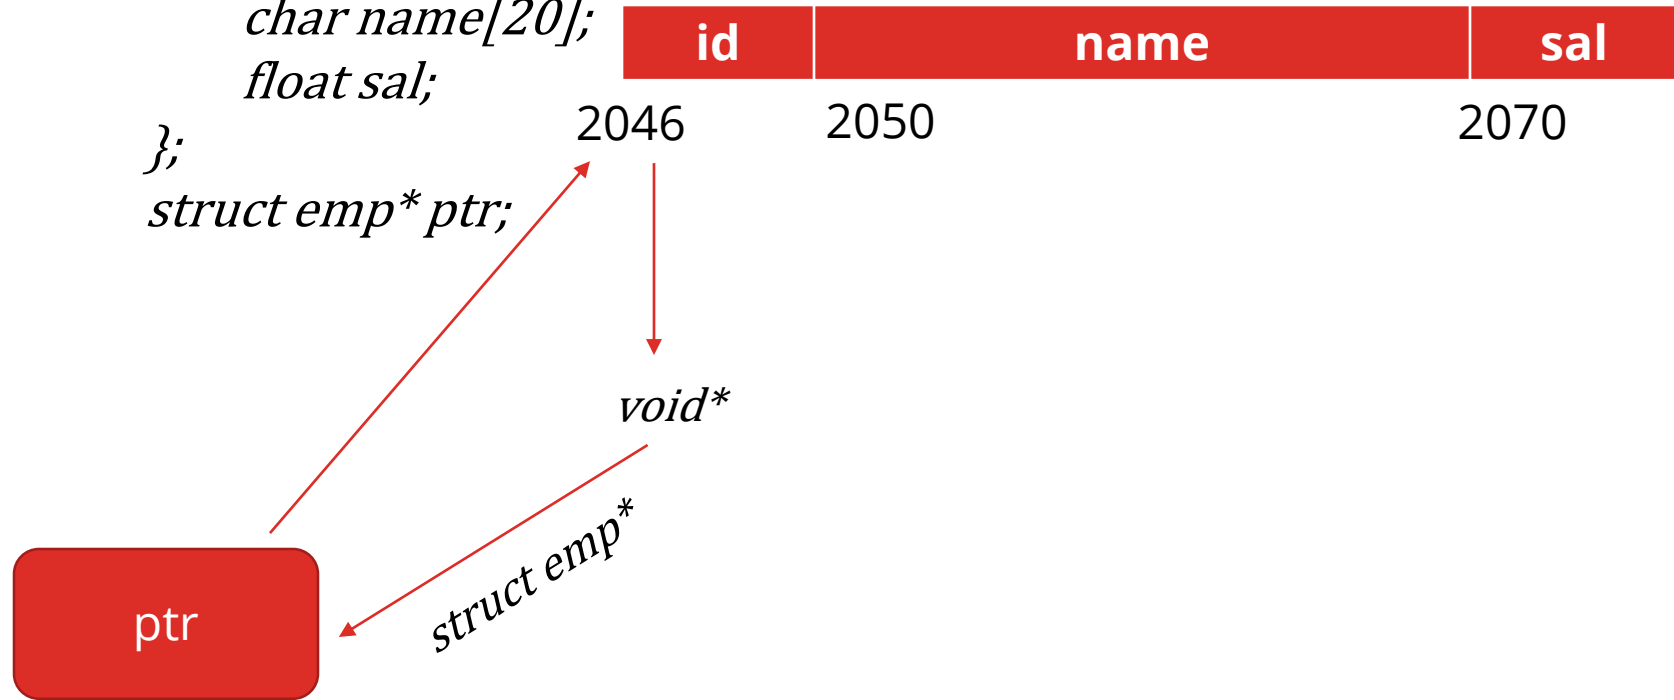 char name[20];
float sal;
};
struct emp* ptr;
id name sal
2046 2050 2070
void*
struct emp*
ptr